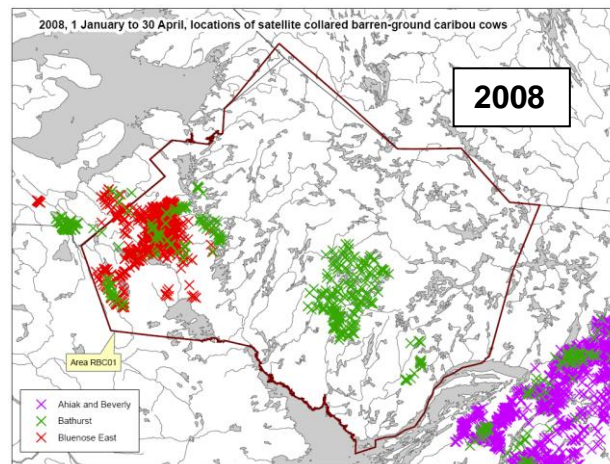 2008, 1 January to 30 April, locations of satellite collared barren-ground caribou cows
2008
Area RBC01
Ahiak and Beverly
Bathurst
Bluenose East